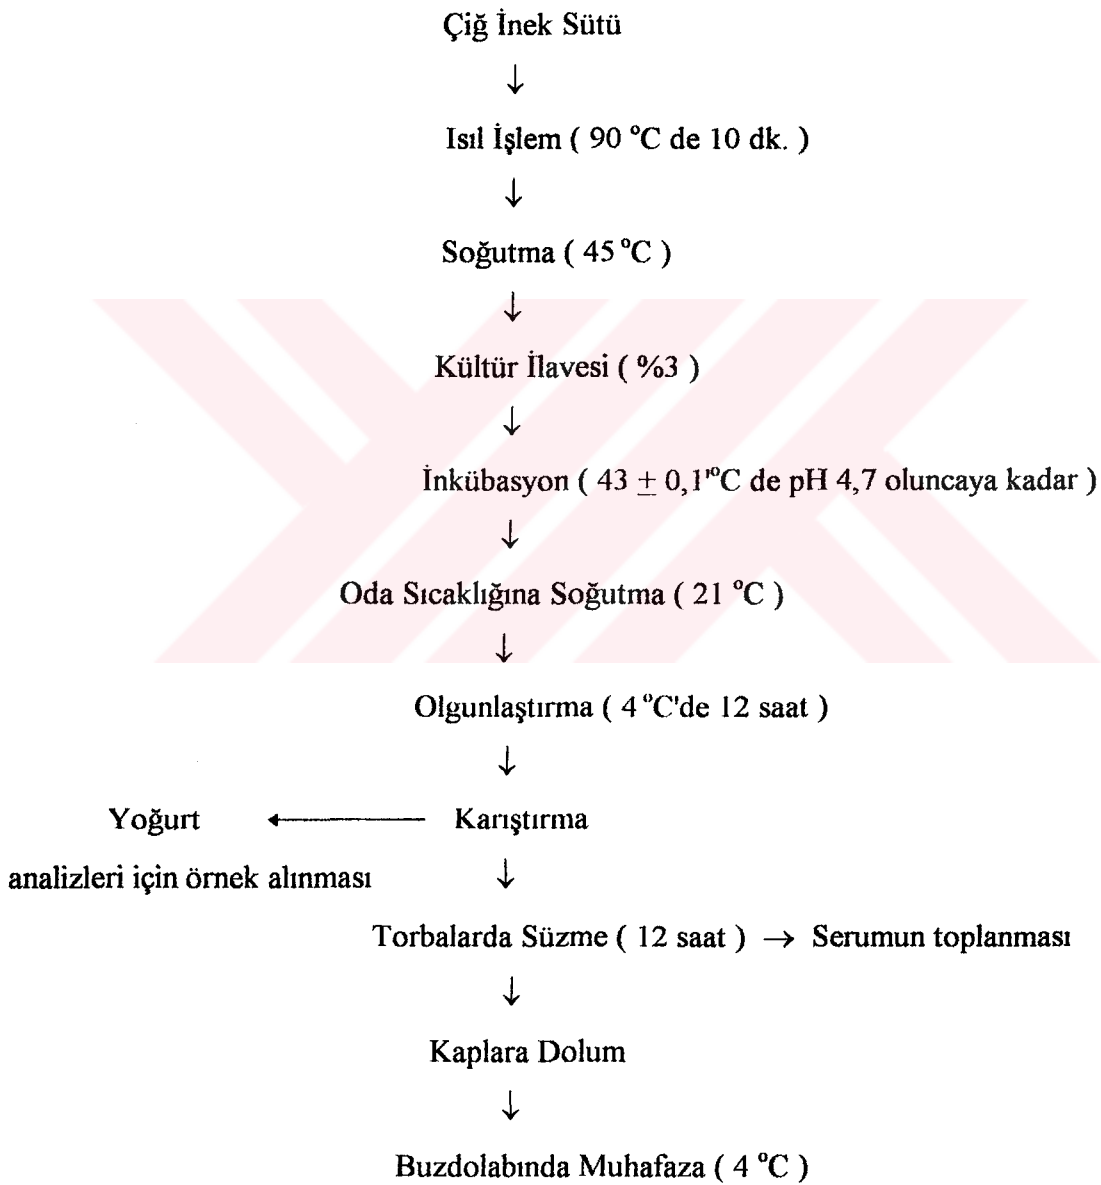 Çiğ İnek Sütü
↓
Isıl İşlem ( 90 °C de 10 dk. )
↓
Soğutma ( 45 °C )
↓
Kültür İlavesi ( %3 )
↓
İnkübasyon ( 43 ± 0,1 °C de pH 4,7 oluncaya kadar )
↓
Oda Sıcaklığına Soğutma ( 21 °C )
↓
Olgunlaştırma ( 4 °C'de 12 saat )
↓
Yoğurt ← Karıştırma
analizleri için örnek alınması ↓
Torbalarda Süzme ( 12 saat ) → Serumun toplanması
↓
Kaplara Dolum
↓
Buzdolabında Muhafaza ( 4 °C )